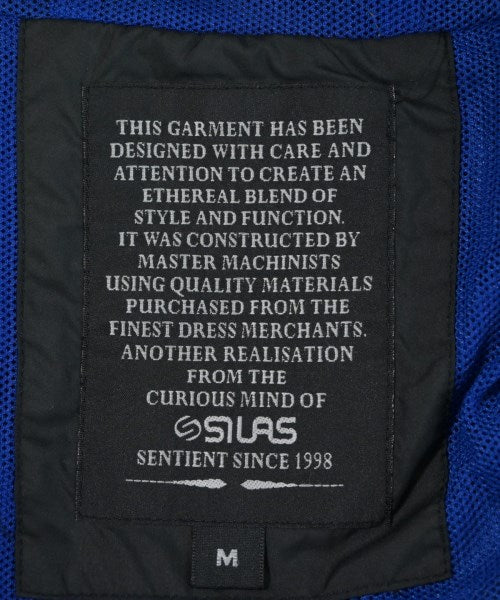 THIS GARMENT HAS BEEN
DESIGNED WITH CARE AND
ATTENTION TO CREATE AN
ETHEREAL BLEND OF
STYLE AND FUNCTION.
IT WAS CONSTRUCTED BY
MASTER MACHINISTS
USING QUALITY MATERIALS
PURCHASED FROM THE
FINEST DRESS MERCHANTS.
ANOTHER REALISATION
FROM THE
CURIOUS MIND OF
SILAS
SENTIENT SINCE 1998
M